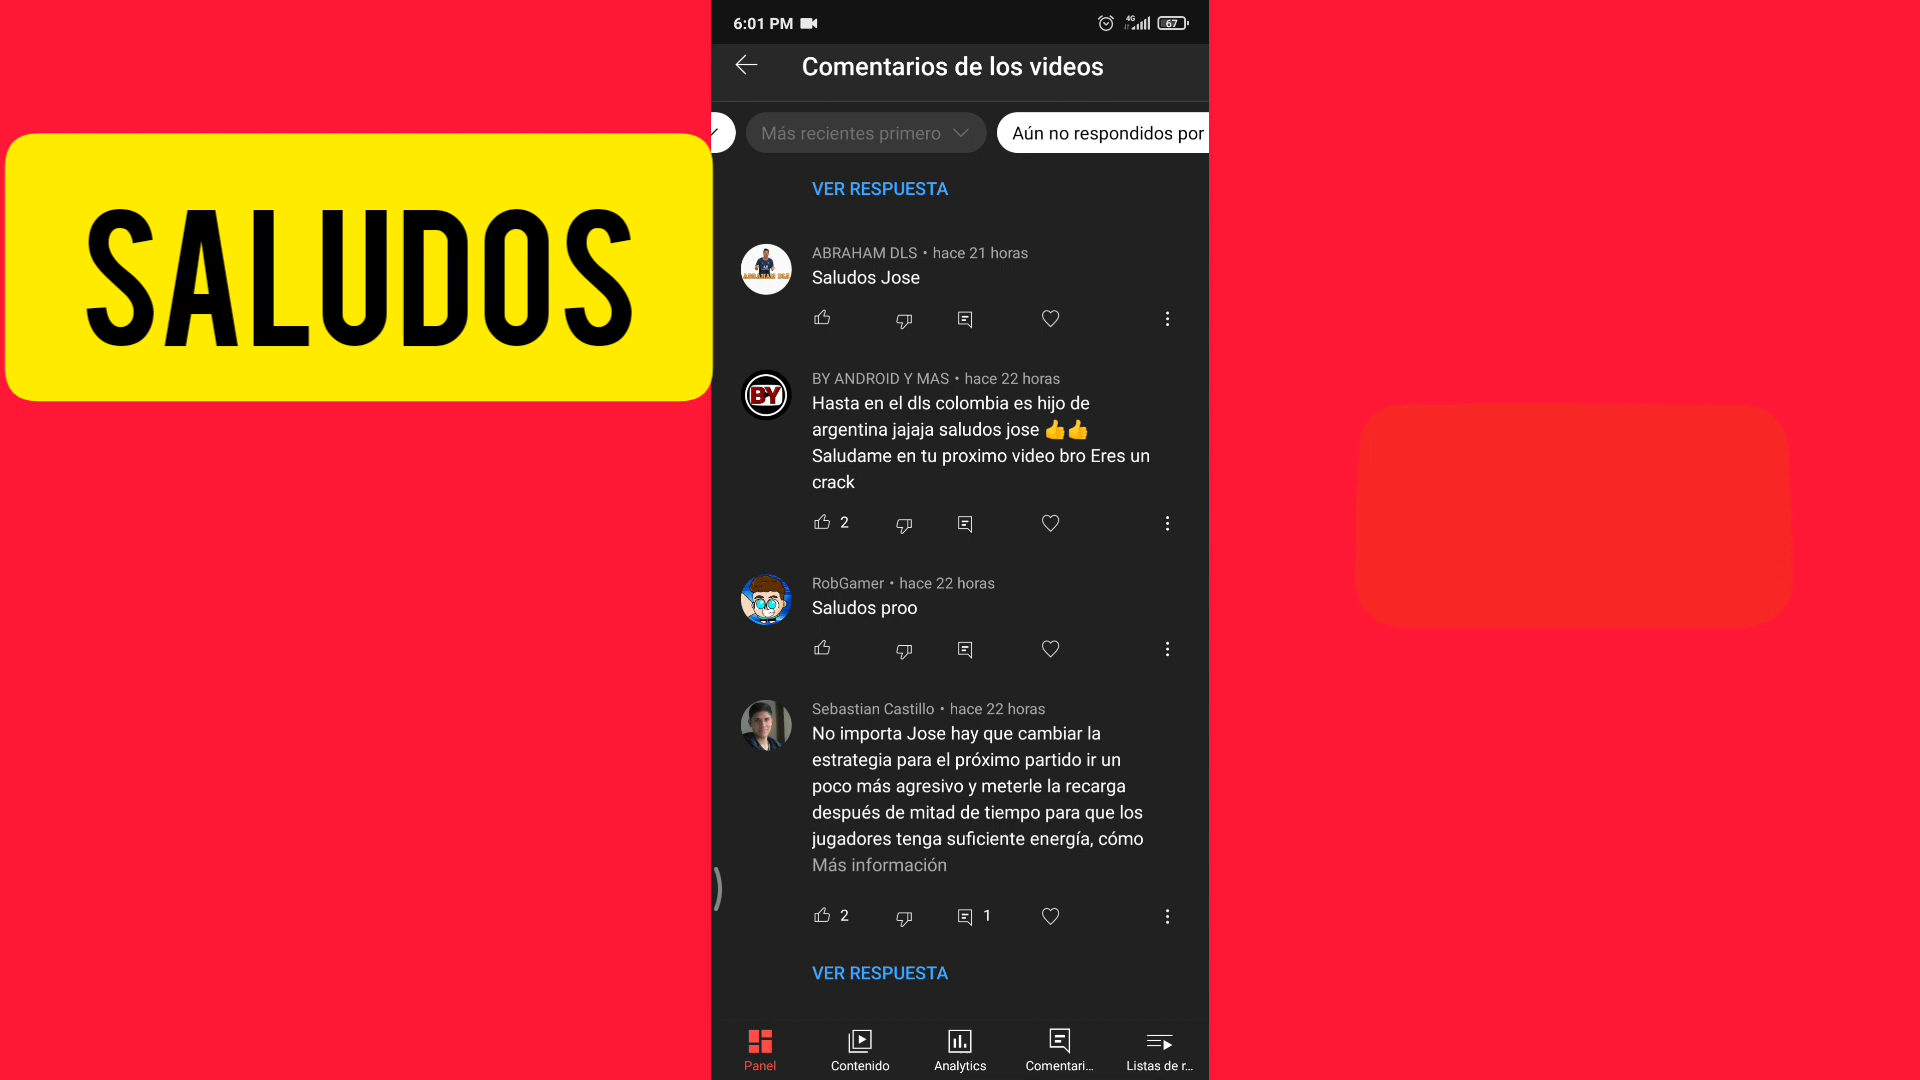 6:01 PM
4G
67
Comentarios de los videos
Más recientes primero
Aún no respondidos por
VER RESPUESTA
SALUDOS
ABRAHAM DLS
ABRAHAM DLS • hace 21 horas
Saludos Jose
BY
BY ANDROID Y MAS • hace 22 horas
Hasta en el dls colombia es hijo de
argentina jajaja saludos jose 👍👍
Saludame en tu proximo video bro Eres un
crack
2
RobGamer • hace 22 horas
Saludos proo
Sebastian Castillo • hace 22 horas
No importa Jose hay que cambiar la
estrategia para el próximo partido ir un
poco más agresivo y meterle la recarga
después de mitad de tiempo para que los
jugadores tenga suficiente energía, cómo
Más información
2
1
VER RESPUESTA
Panel
Contenido
Analytics
Comentari...
Listas de r...